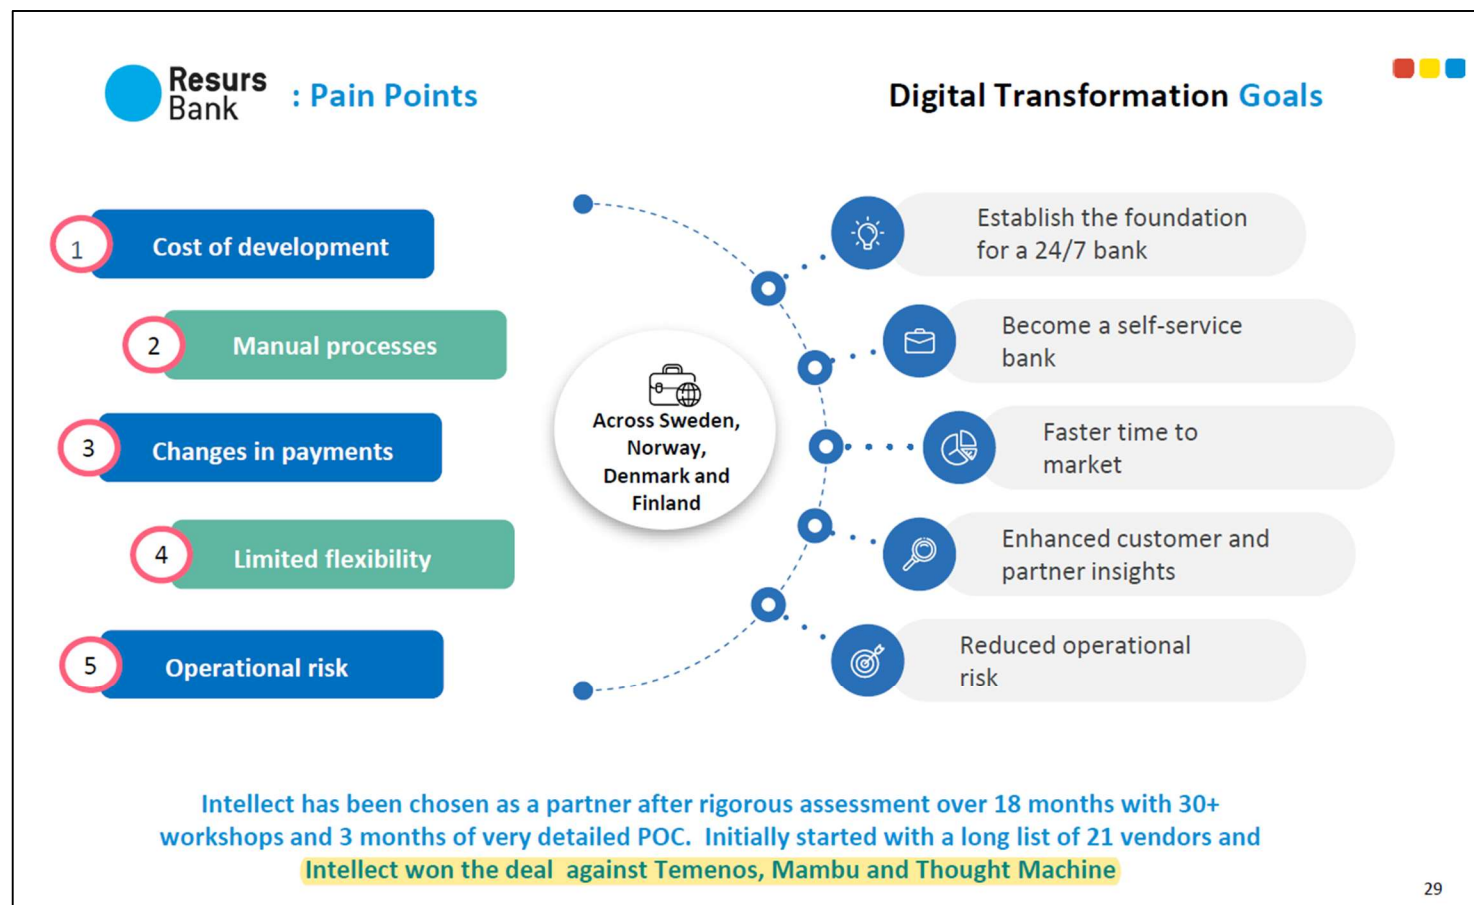 Resurs
Bank
: Pain Points
Digital Transformation Goals
1
Cost of development
2
Manual processes
3
Changes in payments
4
Limited flexibility
5
Operational risk
Across Sweden,
Norway,
Denmark and
Finland
Establish the foundation
for a 24/7 bank
Become a self-service
bank
Faster time to
market
Enhanced customer and
partner insights
Reduced operational
risk
Intellect has been chosen as a partner after rigorous assessment over 18 months with 30+
workshops and 3 months of very detailed POC.  Initially started with a long list of 21 vendors and
Intellect won the deal  against Temenos, Mambu and Thought Machine
29